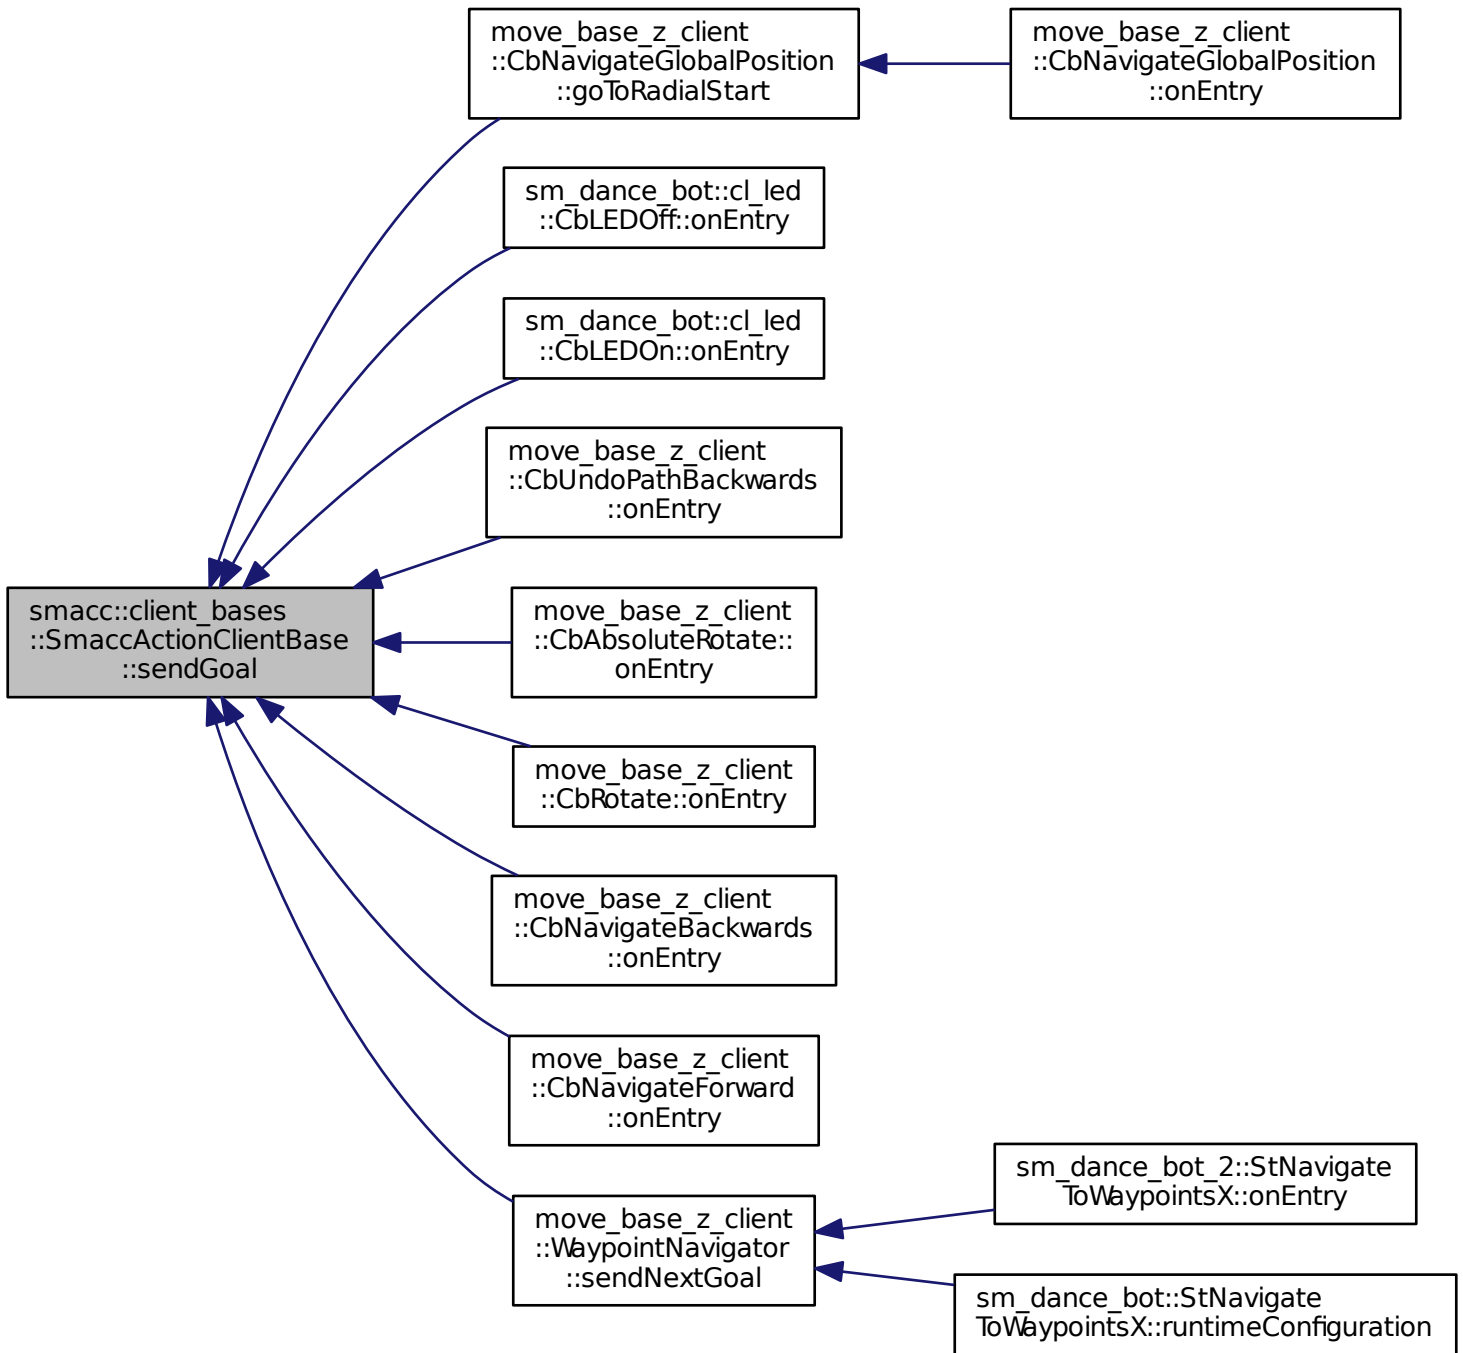 move_base_z_client
::CbNavigateGlobalPosition
::goToRadialStart
move_base_z_client
::CbNavigateGlobalPosition
::onEntry
sm_dance_bot::cl_led
::CbLEDOff::onEntry
sm_dance_bot::cl_led
::CbLEDOn::onEntry
move_base_z_client
::CbUndoPathBackwards
::onEntry
smacc::client_bases
::SmaccActionClientBase
::sendGoal
move_base_z_client
::CbAbsoluteRotate::
onEntry
move_base_z_client
::CbRotate::onEntry
move_base_z_client
::CbNavigateBackwards
::onEntry
move_base_z_client
::CbNavigateForward
::onEntry
move_base_z_client
::WaypointNavigator
::sendNextGoal
sm_dance_bot_2::StNavigate
ToWaypointsX::onEntry
sm_dance_bot::StNavigate
ToWaypointsX::runtimeConfiguration